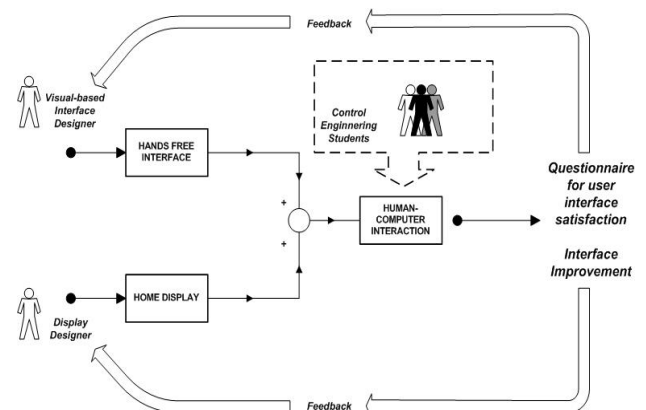 Feedback
Visual-based
Interface
Designer
HANDS FREE
INTERFACE
Control
Enginnering
Students
+
+
HUMAN-
COMPUTER
INTERACTION
Questionnaire
for user
interface
satisfaction
Interface
Improvement
HOME DISPLAY
Display
Designer
Feedback